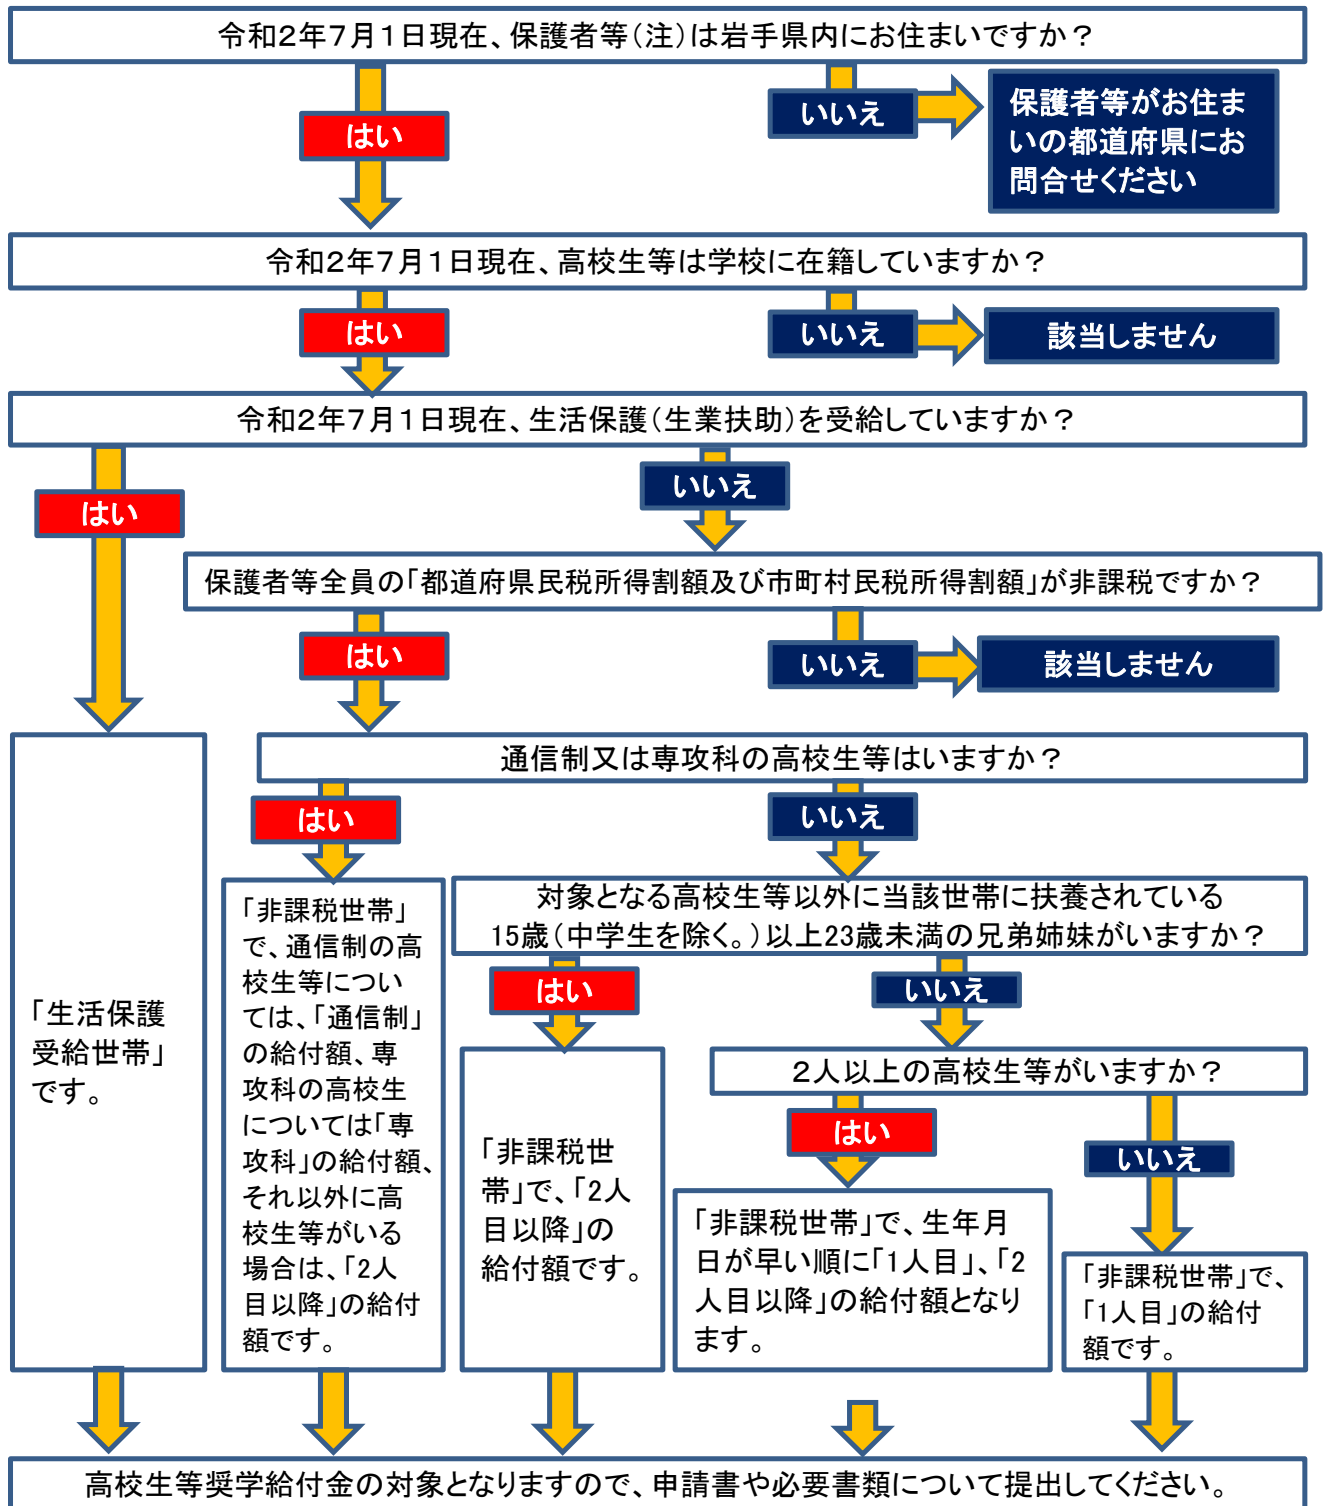 令和2年7月1日現在、保護者等(注)は岩手県内にお住まいですか？
はい
いいえ
保護者等がお住ま
いの都道府県にお
問合せください
令和2年7月1日現在、高校生等は学校に在籍していますか？
はい
いいえ
該当しません
令和2年7月1日現在、生活保護(生業扶助)を受給していますか？
はい
いいえ
保護者等全員の「都道府県民税所得割額及び市町村民税所得割額」が非課税ですか？
はい
いいえ
該当しません
通信制又は専攻科の高校生等はいますか？
はい
いいえ
対象となる高校生等以外に当該世帯に扶養されている
15歳(中学生を除く。)以上23歳未満の兄弟姉妹がいますか？
はい
いいえ
2人以上の高校生等がいますか？
はい
いいえ
「生活保護
受給世帯」
です。
「非課税世帯」
で、通信制の高
校生等につい
ては、「通信制」
の給付額、専
攻科の高校生
については「専
攻科」の給付額、
それ以外に高
校生等がいる
場合は、「2人
目以降」の給付
額です。
「非課税世
帯」で、「2人
目以降」の
給付額です。
「非課税世帯」で、生年月
日が早い順に「1人目」、「2
人目以降」の給付額となり
ます。
「非課税世帯」で、
「1人目」の給付
額です。
高校生等奨学給付金の対象となりますので、申請書や必要書類について提出してください。